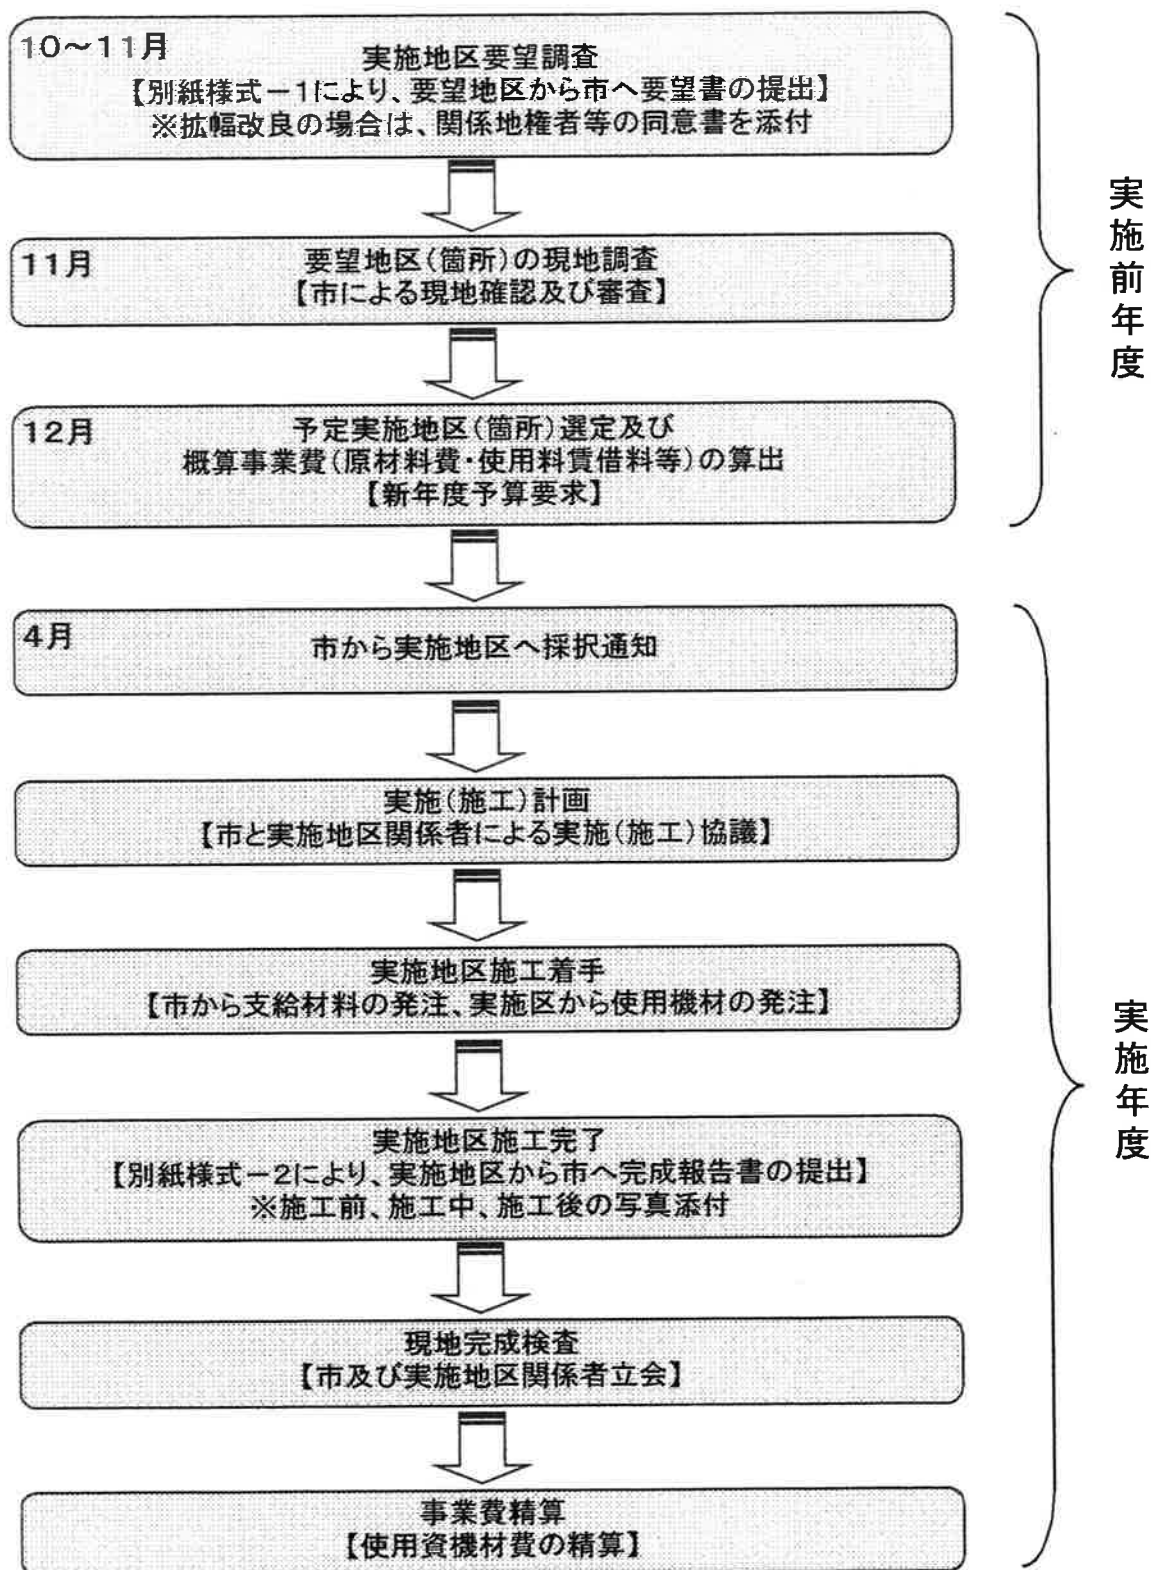 10～11月
実施地区要望調査
【別紙様式－1により、要望地区から市へ要望書の提出】
※拡幅改良の場合は、関係地権者等の同意書を添付
11月
要望地区(箇所)の現地調査
【市による現地確認及び審査】
12月
予定実施地区(箇所)選定及び
概算事業費(原材料費・使用料賃借料等)の算出
【新年度予算要求】
実施前年度
4月
市から実施地区へ採択通知
実施(施工)計画
【市と実施地区関係者による実施(施工)協議】
実施地区施工着手
【市から支給材料の発注、実施区から使用機材の発注】
実施地区施工完了
【別紙様式－2により、実施地区から市へ完成報告書の提出】
※施工前、施工中、施工後の写真添付
現地完成検査
【市及び実施地区関係者立会】
事業費精算
【使用資機材費の精算】
実施年度